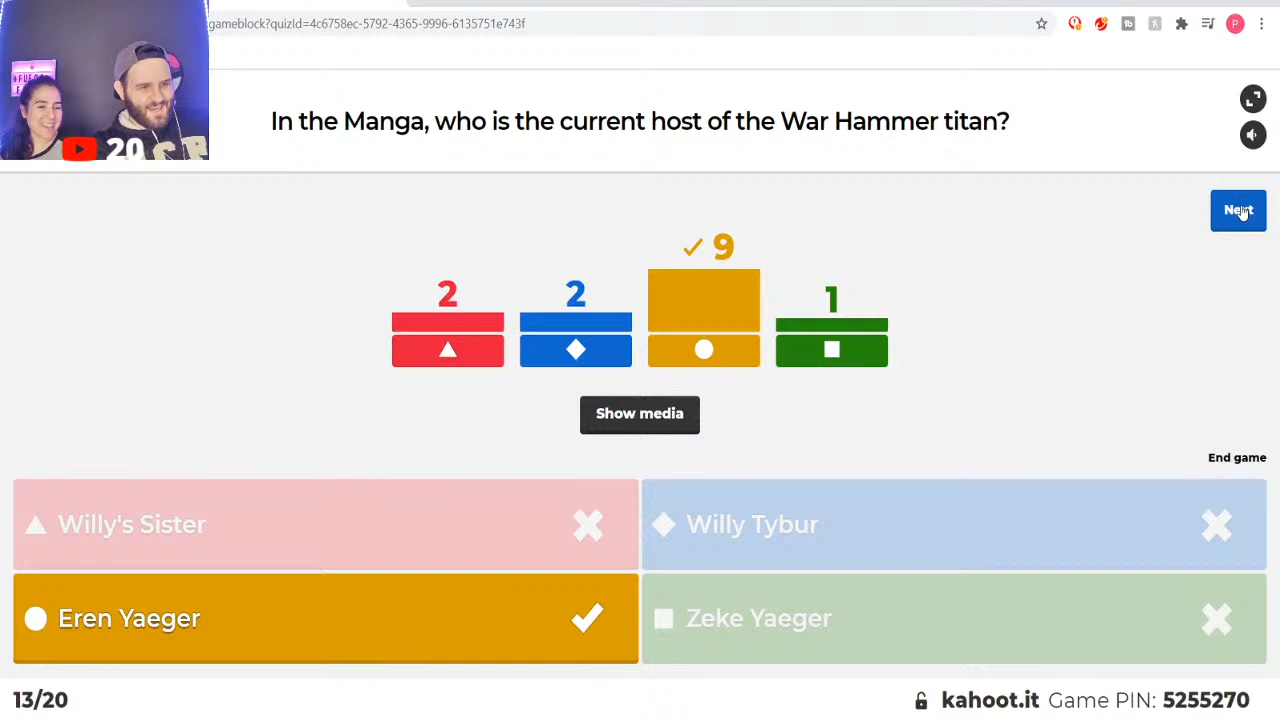 gameblock?quizId=4c6758ec-5792-4365-9996-6135751e743f
20
In the Manga, who is the current host of the War Hammer titan?
Next
2
2
9
1
Show media
End game
Willy's Sister
Willy Tybur
Eren Yaeger
Zeke Yaeger
13/20
kahoot.it Game PIN: 5255270